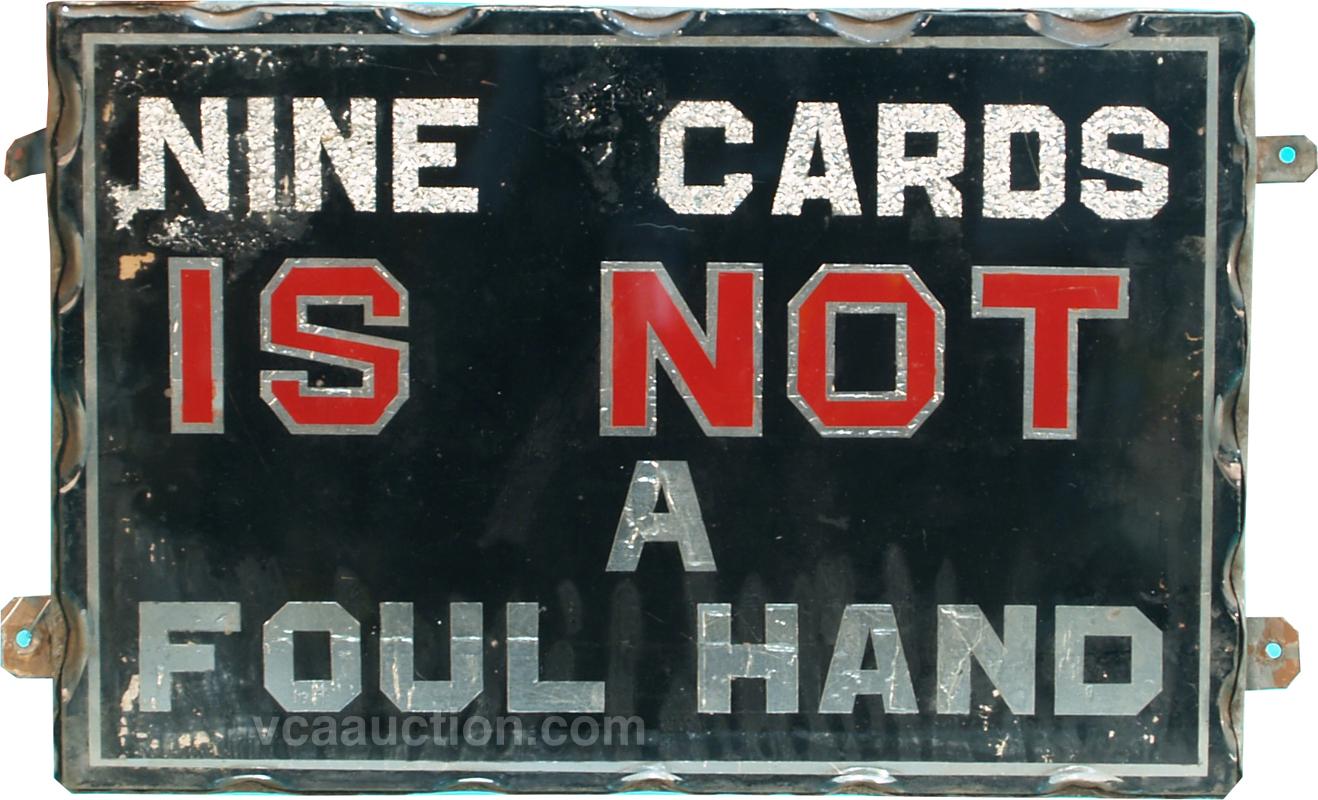 NINE CARDS
IS NOT
A
FOUL HAND
vcaauction.com